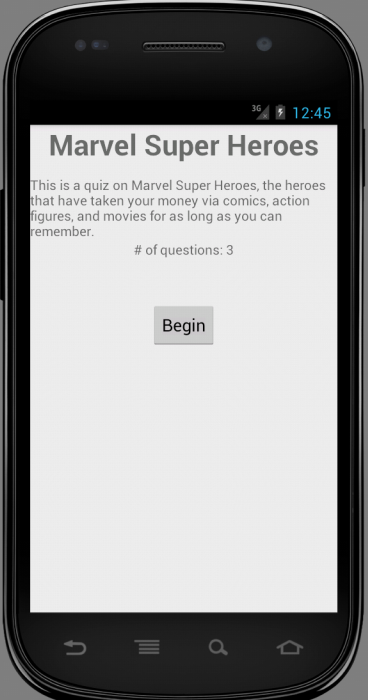 3G 12:45
Marvel Super Heroes
This is a quiz on Marvel Super Heroes, the heroes
that have taken your money via comics, action
figures, and movies for as long as you can
remember.
# of questions: 3
Begin